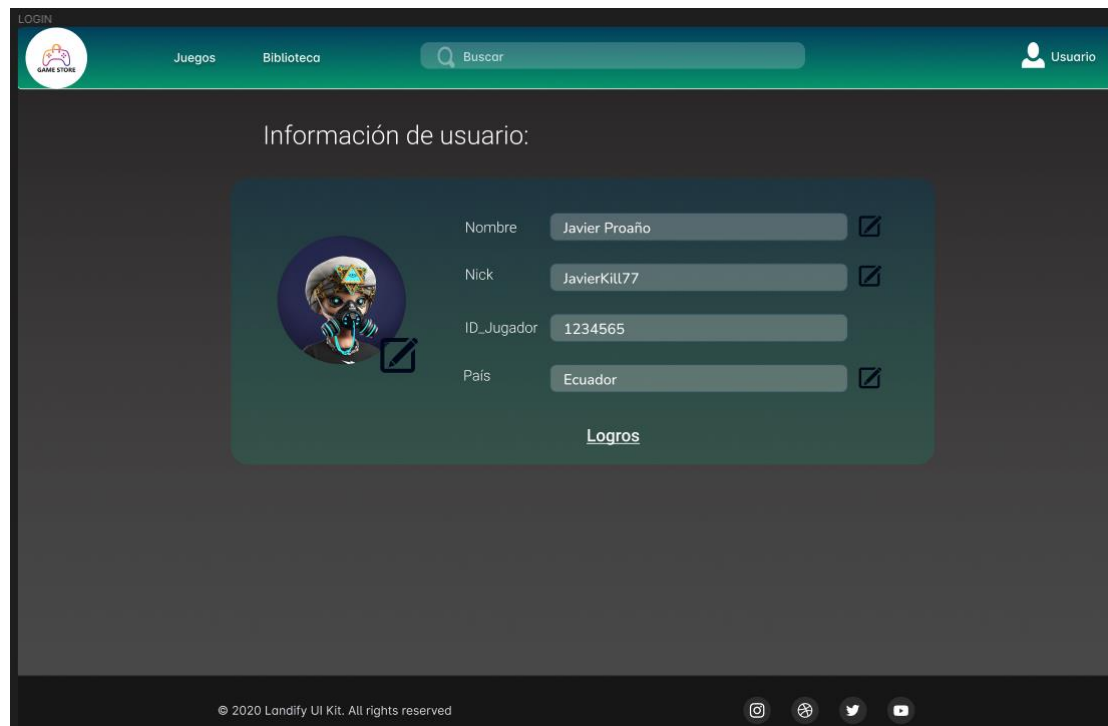 LOGIN
GAME STORE
Juegos
Biblioteca
Buscar
Usuario
Información de usuario:
Nombre
Javier Proaño
Nick
JavierKill77
ID_Jugador
1234565
País
Ecuador
Logros
© 2020 Landify UI Kit. All rights reserved